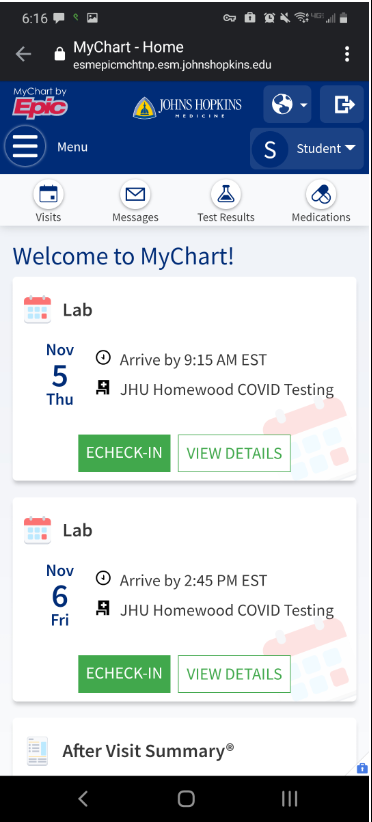 6:16
MyChart - Home
esmepicmychtnp.esm.johnshopkins.edu
MyChart by
Epic
JOHNS HOPKINS
MEDICINE
Menu
S
Student
Visits
Messages
Test Results
Medications
Welcome to MyChart!
Lab
Nov
5
Thu
Arrive by 9:15 AM EST
JHU Homewood COVID Testing
ECHECK-IN
VIEW DETAILS
Lab
Nov
6
Fri
Arrive by 2:45 PM EST
JHU Homewood COVID Testing
ECHECK-IN
VIEW DETAILS
After Visit Summary®